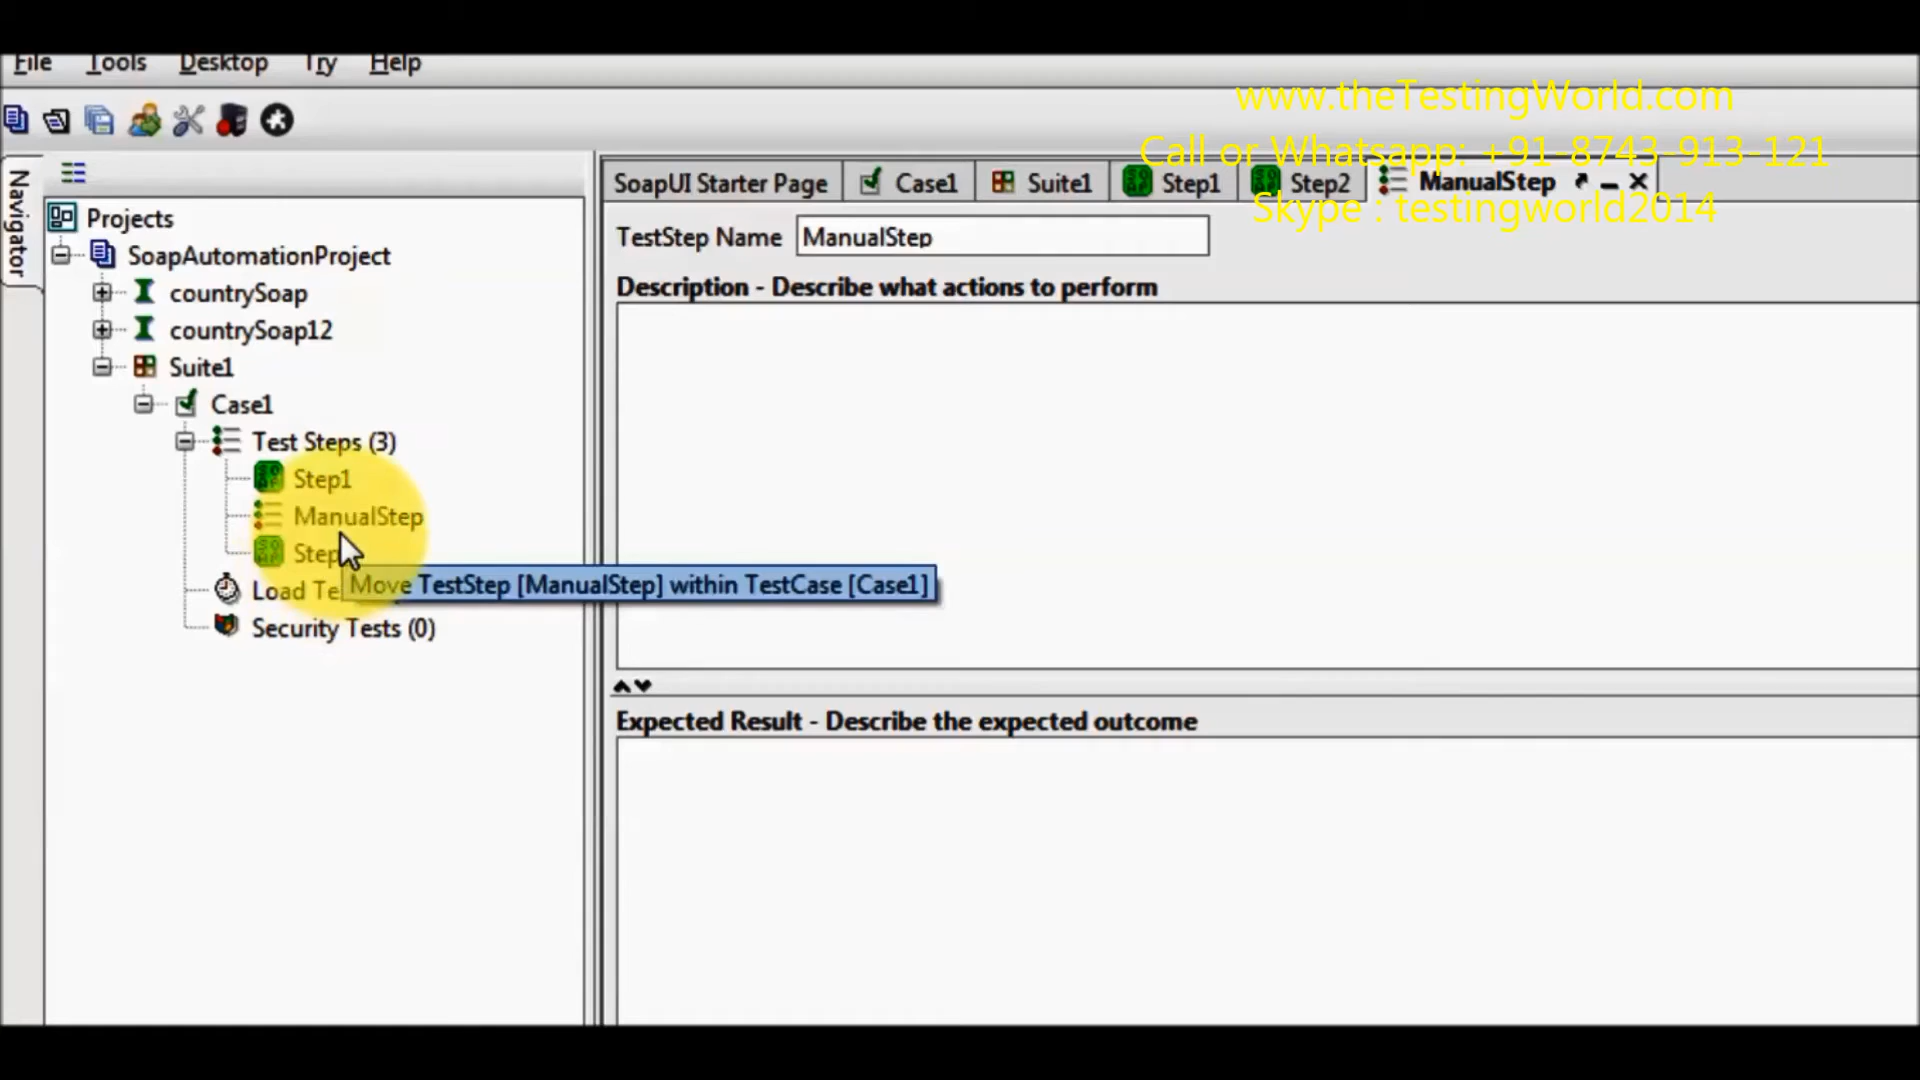 File Tools Desktop Try Help
www.theTestingWorld.com
Call or Whatsapp: +91-8743-913-121
Skype : testingworld2014
Navigator
Projects
SoapAutomationProject
countrySoap
countrySoap12
Suite1
Case1
Test Steps (3)
Step1
ManualStep
Step
Load Te
Security Tests (0)
Move TestStep [ManualStep] within TestCase [Case1]
SoapUI Starter Page Case1 Suite1 Step1 Step2 ManualStep
TestStep Name ManualStep
Description - Describe what actions to perform
Expected Result - Describe the expected outcome